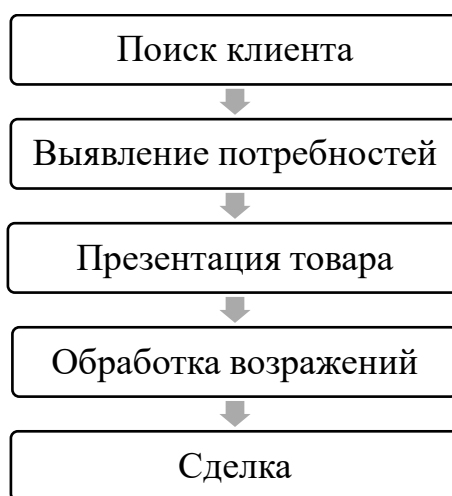 Поиск клиента
Выявление потребностей
Презентация товара
Обработка возражений
Сделка